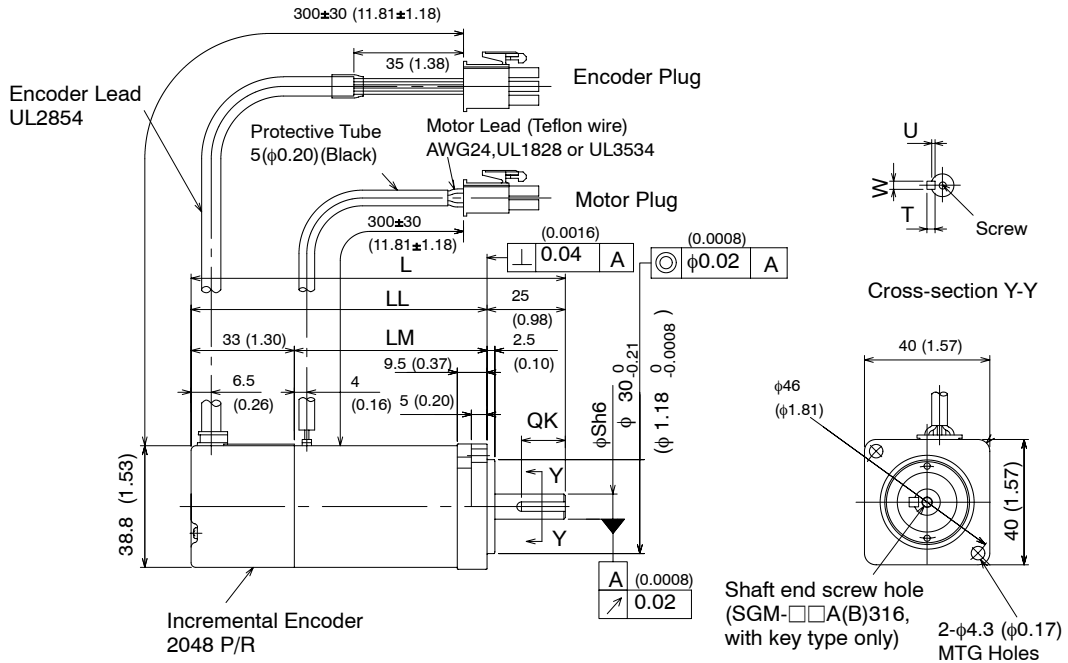 300±30 (11.81±1.18)
35 (1.38)
Encoder Plug
Encoder Lead
UL2854
Protective Tube
5(φ0.20)(Black)
Motor Lead (Teflon wire)
AWG24,UL1828 or UL3534
Motor Plug
300±30
(11.81±1.18)
(0.0016)
⊥ 0.04 A
(0.0008)
◎ φ0.02 A
L
LL
25
(0.98)
33 (1.30)
LM
2.5
(0.10)
9.5 (0.37)
6.5
(0.26)
4
(0.16)
5 (0.20)
QK
φSh6
φ 30 0 -0.21
(φ 1.18 0 -0.0008 )
38.8 (1.53)
Y
Y
A
(0.0008)
↗ 0.02
Incremental Encoder
2048 P/R
U
W
T
Screw
Cross-section Y-Y
40 (1.57)
φ46
(φ1.81)
40 (1.57)
Shaft end screw hole
(SGM-□□A(B)316,
with key type only)
2-φ4.3 (φ0.17)
MTG Holes